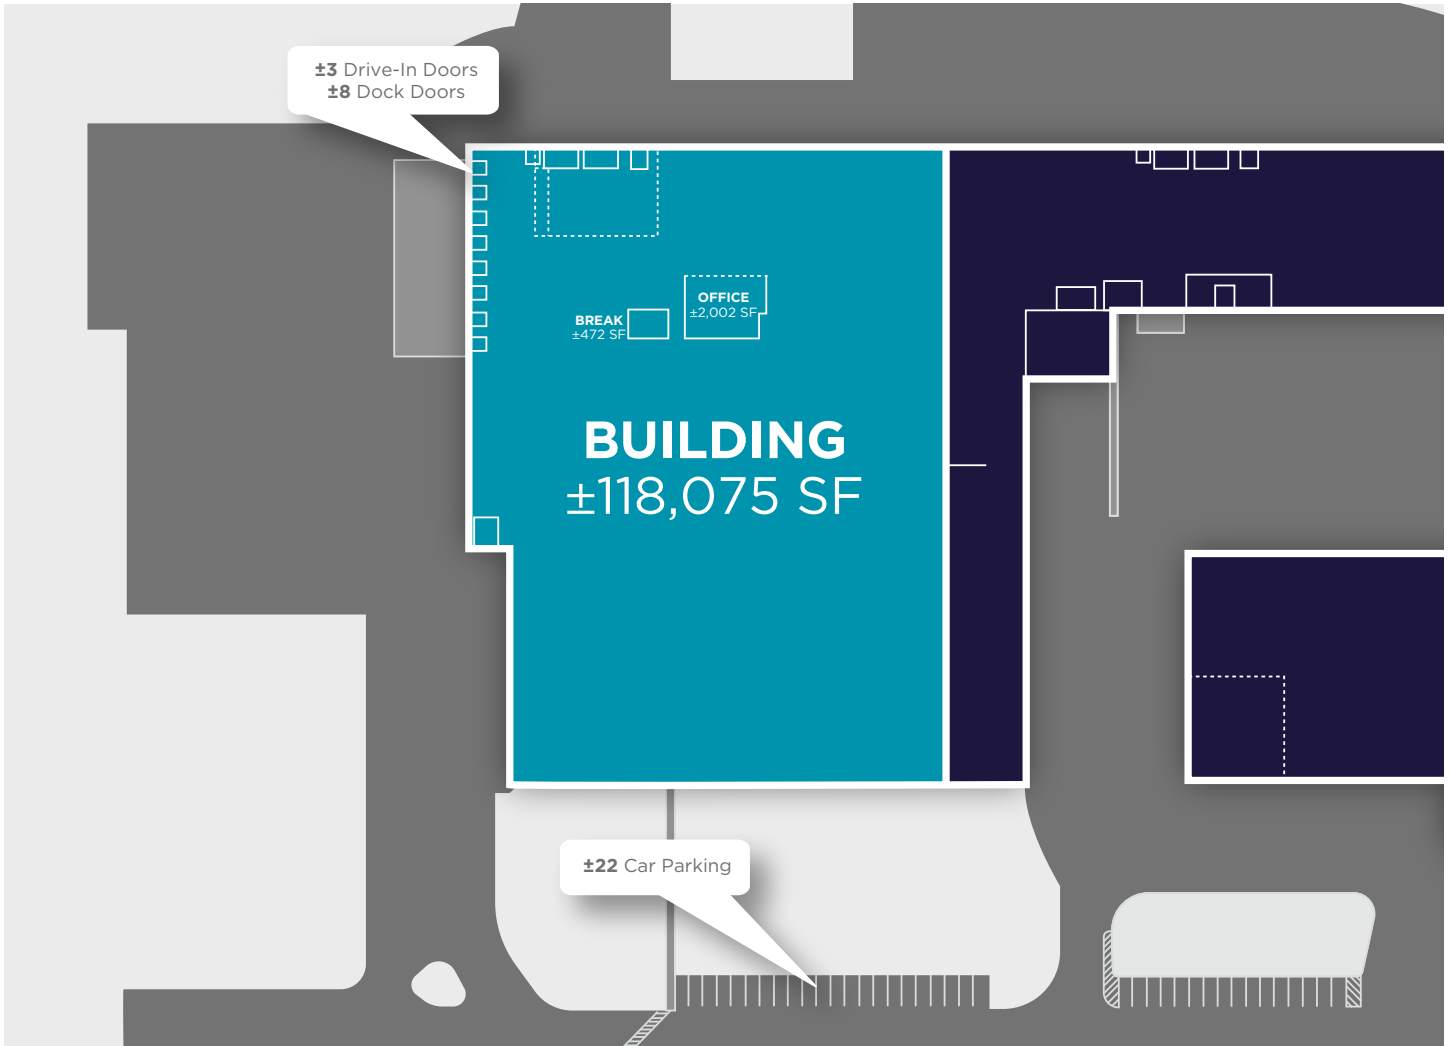 ±3 Drive-In Doors
±8 Dock Doors
OFFICE
±2,002 SF
BREAK
±472 SF
BUILDING
±118,075 SF
±22 Car Parking